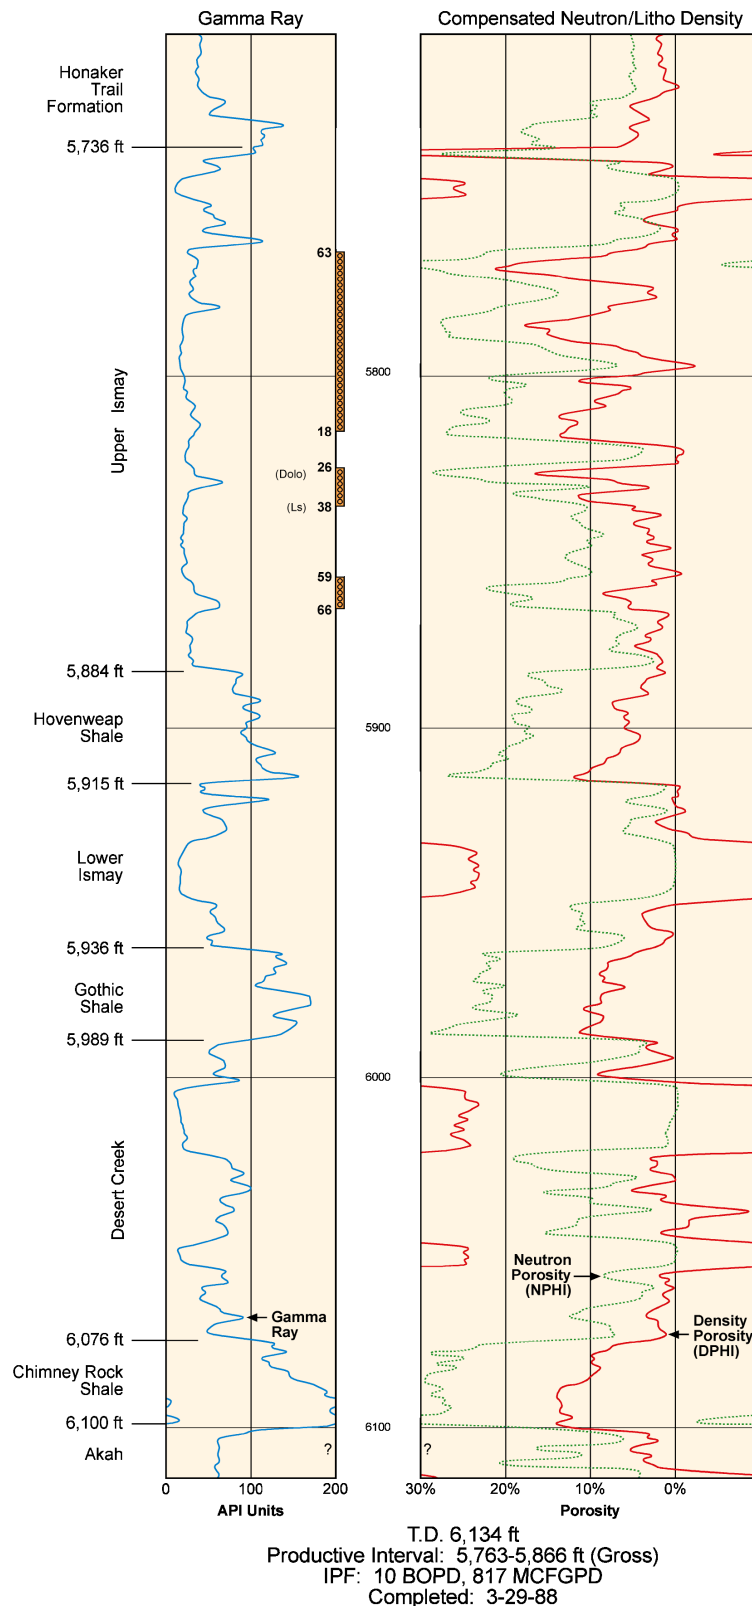 Gamma Ray
Compensated Neutron/Litho Density
Honaker
Trail
Formation
5,736 ft
63
5800
Upper Ismay
18
26
(Dolo)
(Ls)
38
59
66
5,884 ft
Hovenweap
Shale
5900
5,915 ft
Lower
Ismay
5,936 ft
Gothic
Shale
5,989 ft
6000
Desert Creek
Neutron
Porosity
(NPHI)
Gamma
Ray
Density
Porosity
(DPHI)
6,076 ft
Chimney Rock
Shale
6,100 ft
6100
Akah
?
?
0
100
200
30%
20%
10%
0%
API Units
Porosity
T.D. 6,134 ft
Productive Interval: 5,763-5,866 ft (Gross)
IPF: 10 BOPD, 817 MCFGPD
Completed: 3-29-88